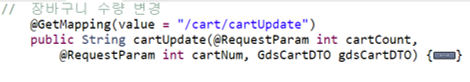 // 장바구니 수량 변경
@GetMapping(value = "/cart/cartUpdate")
public String cartUpdate(@RequestParam int cartCount,
@RequestParam int cartNum, GdsCartDTO gdsCartDTO) {}